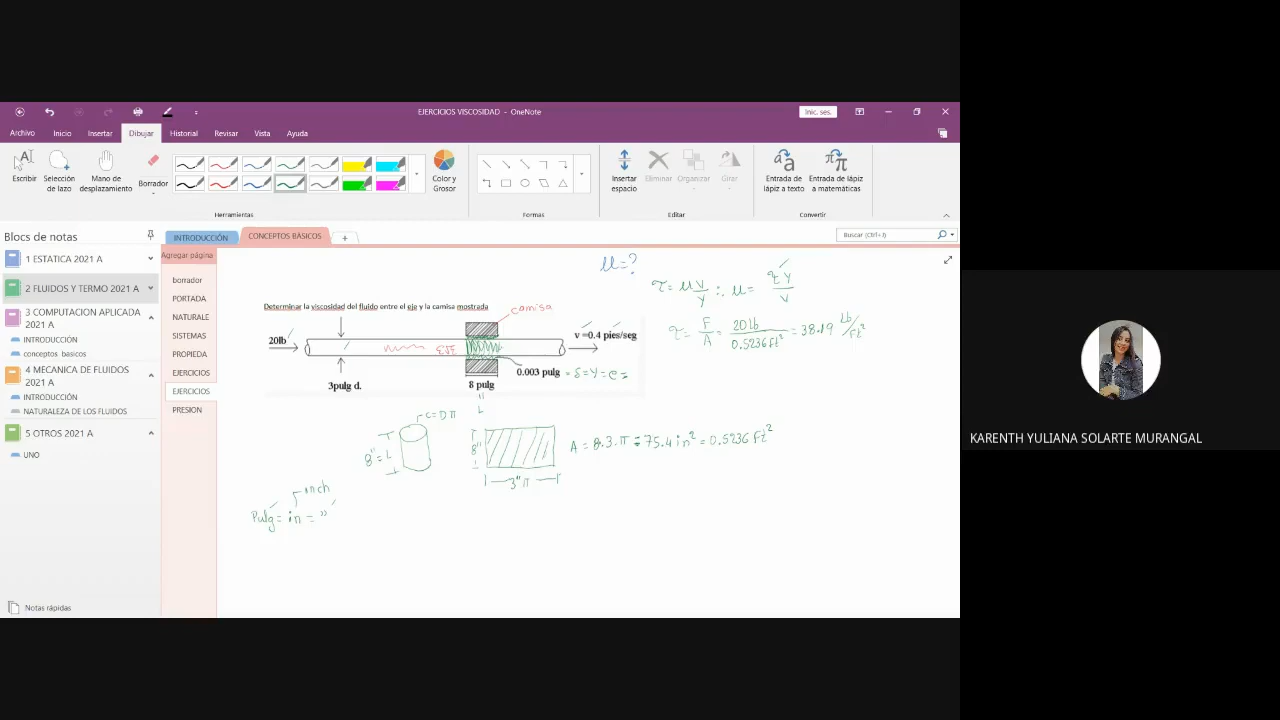 EJERCICIOS VISCOSIDAD - OneNote
Inic. ses.
Archivo Inicio Insertar Dibujar Historial Revisar Vista Ayuda
Escribir
Selección de lazo
Mano de desplazamiento
Borrador
Color y Grosor
Insertar espacio
Eliminar
Organizar
Girar
Entrada de lápiz a texto
Entrada de lápiz a matemáticas
Herramientas
Formas
Editar
Convertir
Blocs de notas
INTRODUCCIÓN
CONCEPTOS BÀSICOS
+
Buscar (Ctrl+J)
1 ESTATICA 2021 A
2 FLUIDOS Y TERMO 2021 A
3 COMPUTACION APLICADA 2021 A
INTRODUCCIÓN
conceptos basicos
4 MECANICA DE FLUIDOS 2021 A
INTRODUCCIÓN
NATURALEZA DE LOS FLUIDOS
5 OTROS 2021 A
UNO
Notas rápidas
Agregar página
borrador
PORTADA
NATURALE
SISTEMAS
PROPIEDA
EJERCICIOS
EJERCICIOS
PRESION
μ=?
τ = μ v/y ∴ μ = τ y/v
Determinar la viscosidad del fluido entre el eje y la camisa mostrada
camisa
τ = F/A = 20 lb/0.5236 ft² = 38.19 Lb/Ft²
20lb
v =0.4 pies/seg
EJE
0.003 pulg = δ = y = e =
3pulg d.
8 pulg
"
L
C = D π
8" = L
8"
3" π
A = 8.3.π = 75.4 in² = 0.5236 Ft²
inch
Pulg = in = "
KARENTH YULIANA SOLARTE MURANGAL